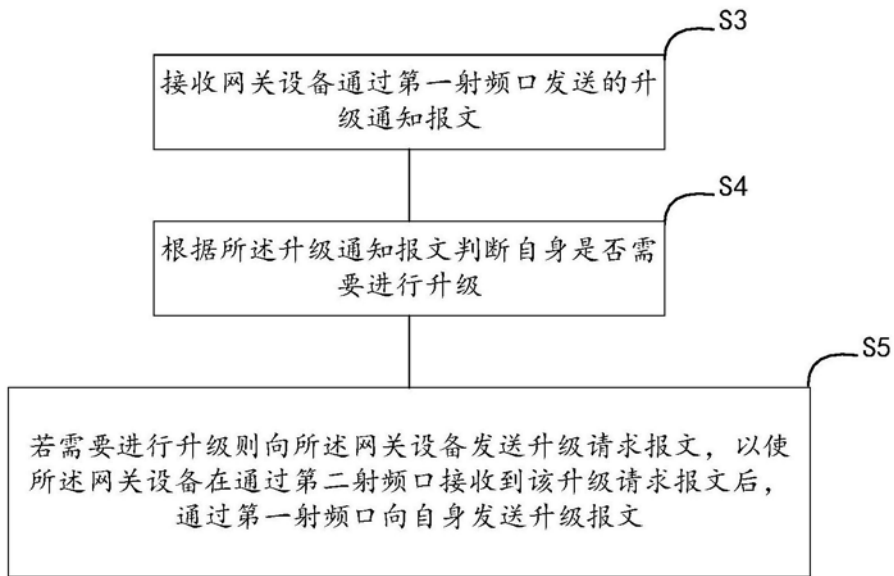 S3
接收网关设备通过第一射频口发送的升
级通知报文
S4
根据所述升级通知报文判断自身是否需
要进行升级
S5
若需要进行升级则向所述网关设备发送升级请求报文，以使
所述网关设备在通过第二射频口接收到该升级请求报文后，
通过第一射频口向自身发送升级报文